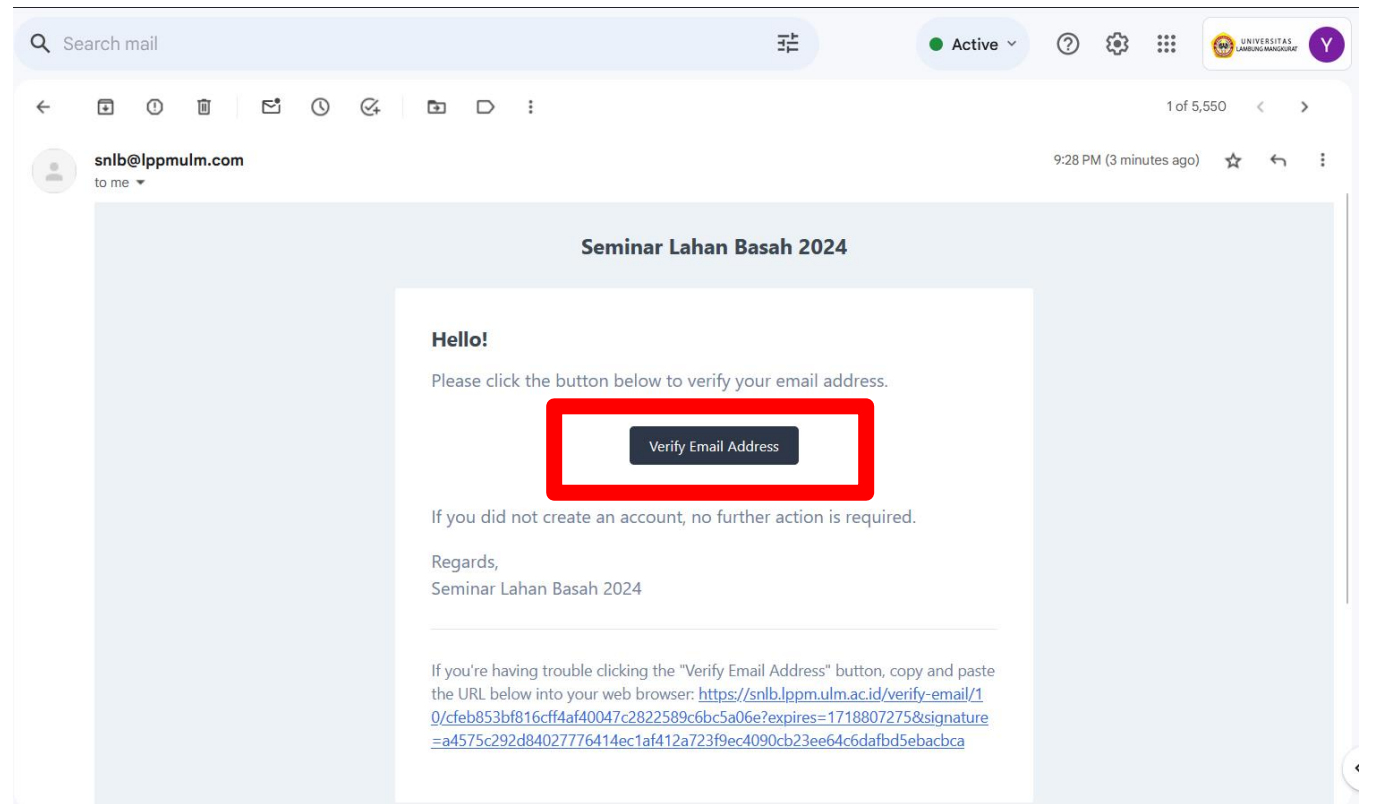 Search mail
Active
UNIVERSITAS
LAMBUNG MANGKURAT
Y
1 of 5,550
snlb@lppmulm.com
9:28 PM (3 minutes ago)
to me
Seminar Lahan Basah 2024
Hello!
Please click the button below to verify your email address.
Verify Email Address
If you did not create an account, no further action is required.
Regards,
Seminar Lahan Basah 2024
If you're having trouble clicking the "Verify Email Address" button, copy and paste
the URL below into your web browser: https://snlb.lppm.ulm.ac.id/verify-email/1
0/cfeb853bf816cff4af40047c2822589c6bc5a06e?expires=1718807275&signature
=a4575c292d84027776414ec1af412a723f9ec4090cb23ee64c6dafbd5ebacbca